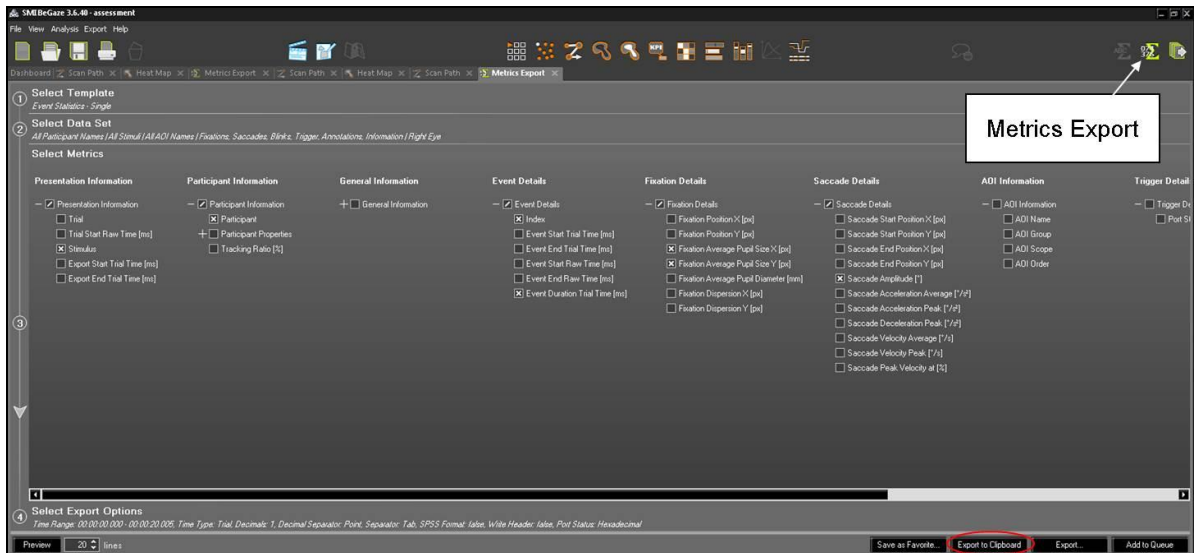 SMI BeGaze 3.6.40 - assessment
File View Analysis Export Help
KPI
Dashboard Scan Path Heat Map Metrics Export Scan Path Heat Map Scan Path Metrics Export
Metrics Export
1 Select Template
Event Statistics - Single
2 Select Data Set
All Participant Names | All Stimuli | All AOI Names | Fixations, Saccades, Blinks, Trigger, Annotations, Information | Right Eye
Select Metrics
3
Presentation Information
Presentation Information
Trial
Trial Start Raw Time [ms]
Stimulus
Export Start Trial Time [ms]
Export End Trial Time [ms]
Participant Information
Participant Information
Participant
Participant Properties
Tracking Ratio [%]
General Information
General Information
Event Details
Event Details
Index
Event Start Trial Time [ms]
Event End Trial Time [ms]
Event Start Raw Time [ms]
Event End Raw Time [ms]
Event Duration Trial Time [ms]
Fixation Details
Fixation Details
Fixation Position X [px]
Fixation Position Y [px]
Fixation Average Pupil Size X [px]
Fixation Average Pupil Size Y [px]
Fixation Average Pupil Diameter [mm]
Fixation Dispersion X [px]
Fixation Dispersion Y [px]
Saccade Details
Saccade Details
Saccade Start Position X [px]
Saccade Start Position Y [px]
Saccade End Position X [px]
Saccade End Position Y [px]
Saccade Amplitude [°]
Saccade Acceleration Average [°/s²]
Saccade Acceleration Peak [°/s²]
Saccade Deceleration Peak [°/s²]
Saccade Velocity Average [°/s]
Saccade Velocity Peak [°/s]
Saccade Peak Velocity at [%]
AOI Information
AOI Information
AOI Name
AOI Group
AOI Scope
AOI Order
Trigger Detail
Trigger De
Port St
4 Select Export Options
Time Range: 00:00:00.000 - 00:00:20.005, Time Type: Trial, Decimals: 1, Decimal Separator: Point, Separator: Tab, SPSS Format: false, Write Header: false, Port Status: Hexadecimal
Preview 20 lines Save as Favorite... Export to Clipboard Export... Add to Queue